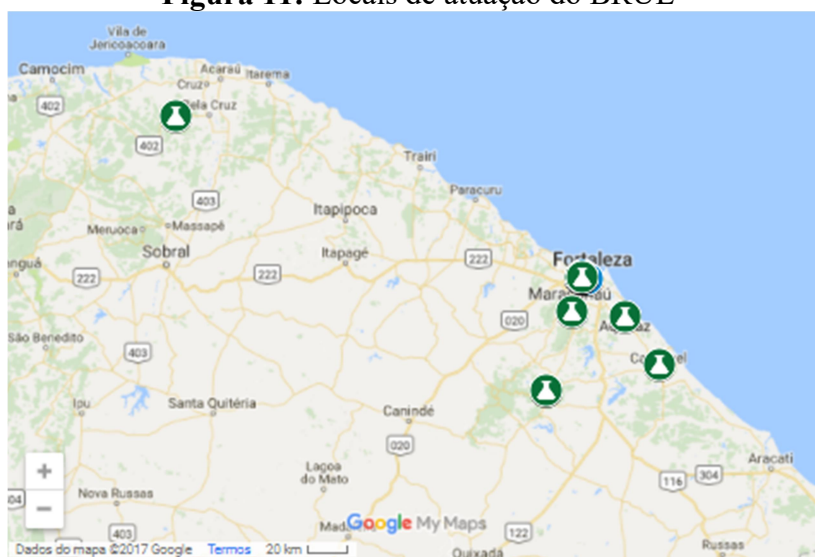 Figura 11: Locais de atuação do BRUE
Vila de
Jericoacoara
Camocim
Acaraú
Itarema
Cruz
Bela Cruz
402
402
Trairi
Paracuru
403
Itapipoca
Meruoca
Massapê
Sobral
Itapagé
222
222
222
Fortaleza
Maracanaú
020
Aquiraz
São Benedito
403
Cascavel
Ipu
Santa Quitéria
Canindé
020
Aracati
Lagoa
do Mato
116
304
Nova Russas
403
Google My Maps
122
Quixadá
Russas
Dados do mapa ©2017 Google
Termos
20 km